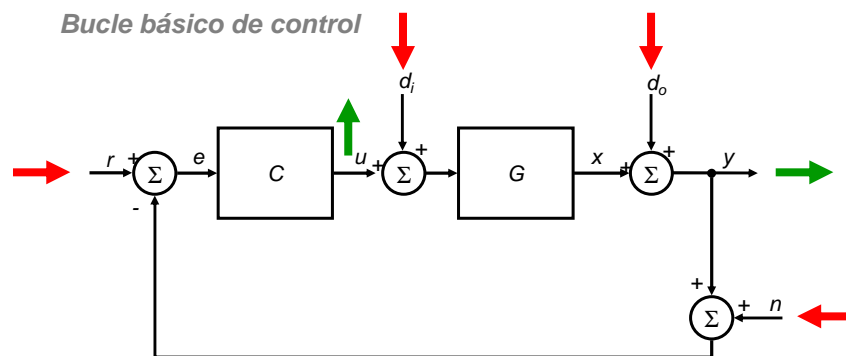 Bucle básico de control
d_i
d_o
r
+
Σ
-
e
C
u
+
+
Σ
G
x
+
+
Σ
y
+
+
n
Σ